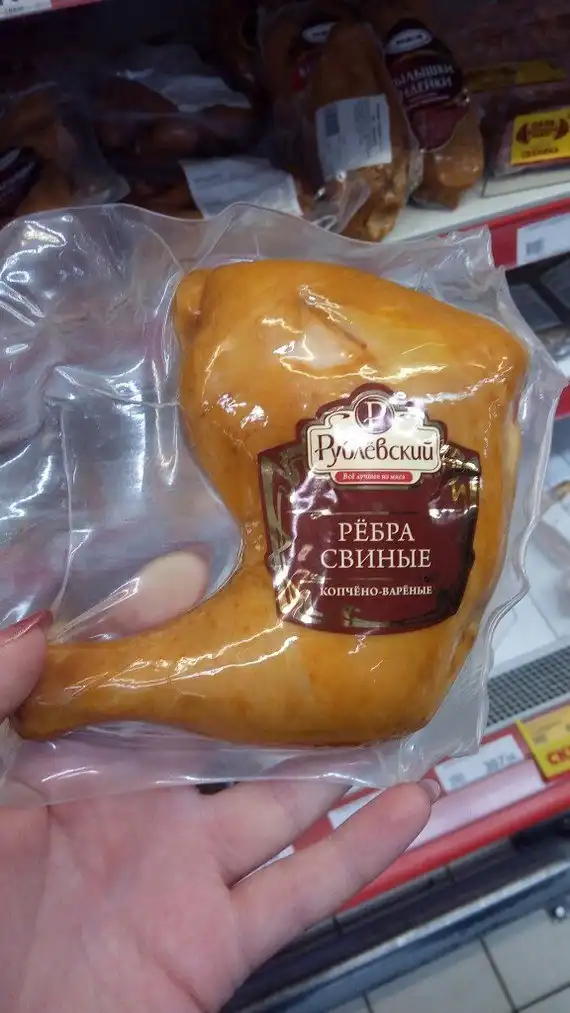 Р
Рублёвский
Всё лучшее из мяса
РЁБРА
СВИНЫЕ
КОПЧЁНО-ВАРЁНЫЕ